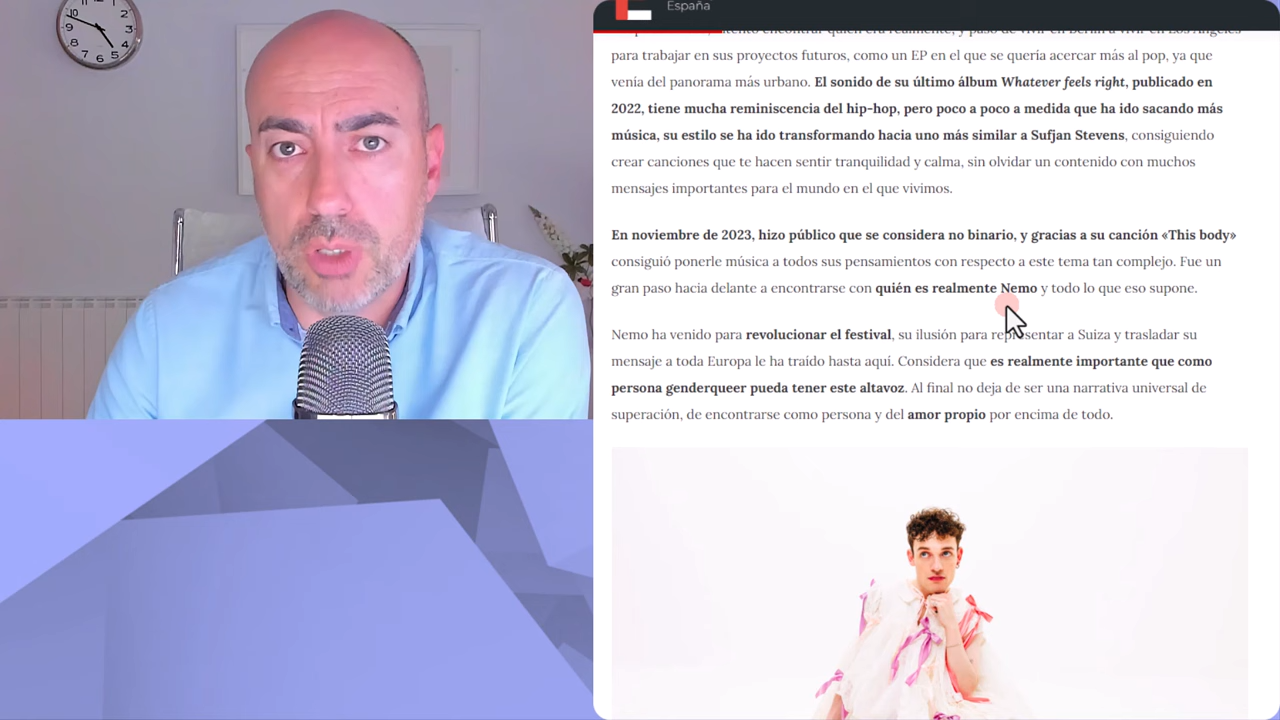 España
para trabajar en sus proyectos futuros, como un EP en el que se quería acercar más al pop, ya que
venía del panorama más urbano. El sonido de su último álbum Whatever feels right, publicado en
2022, tiene mucha reminiscencia del hip-hop, pero poco a poco a medida que ha ido sacando más
música, su estilo se ha ido transformando hacia uno más similar a Sufjan Stevens, consiguiendo
crear canciones que te hacen sentir tranquilidad y calma, sin olvidar un contenido con muchos
mensajes importantes para el mundo en el que vivimos.
En noviembre de 2023, hizo público que se considera no binario, y gracias a su canción «This body»
consiguió ponerle música a todos sus pensamientos con respecto a este tema tan complejo. Fue un
gran paso hacia delante a encontrarse con quién es realmente Nemo y todo lo que eso supone.
Nemo ha venido para revolucionar el festival, su ilusión para representar a Suiza y trasladar su
mensaje a toda Europa le ha traído hasta aquí. Considera que es realmente importante que como
persona genderqueer pueda tener este altavoz. Al final no deja de ser una narrativa universal de
superación, de encontrarse como persona y del amor propio por encima de todo.